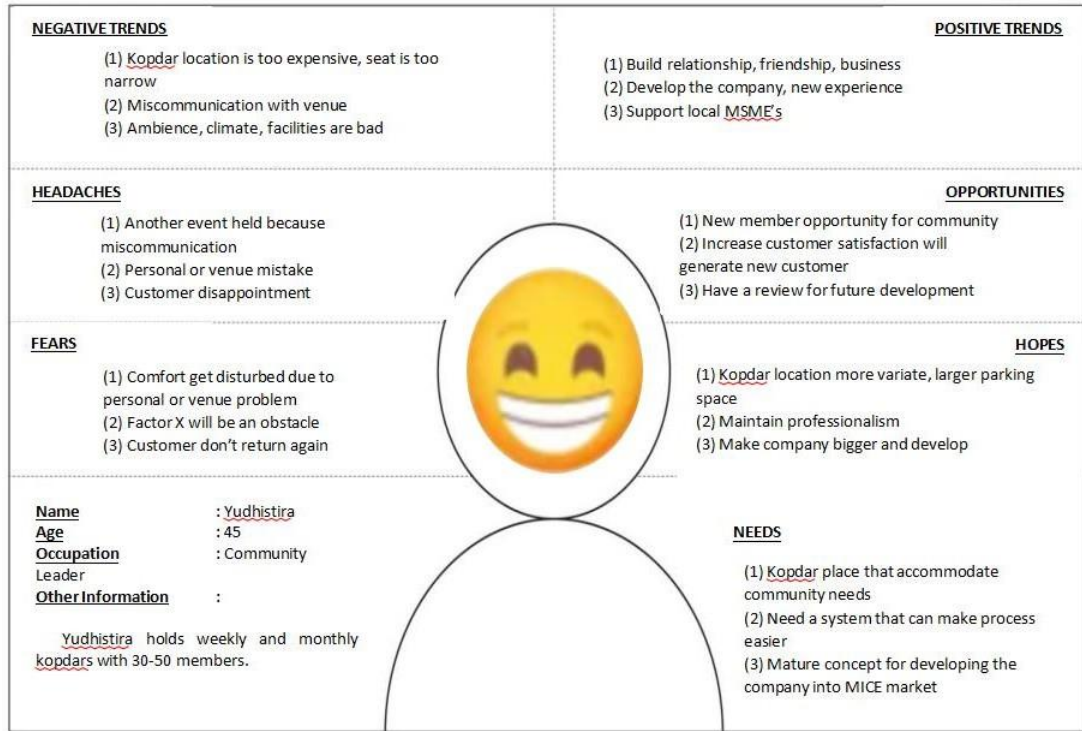 NEGATIVE TRENDS
(1) Kopdar location is too expensive, seat is too
narrow
(2) Miscommunication with venue
(3) Ambience, climate, facilities are bad
POSITIVE TRENDS
(1) Build relationship, friendship, business
(2) Develop the company, new experience
(3) Support local MSME's
HEADACHES
(1) Another event held because
miscommunication
(2) Personal or venue mistake
(3) Customer disappointment
OPPORTUNITIES
(1) New member opportunity for community
(2) Increase customer satisfaction will
generate new customer
(3) Have a review for future development
FEARS
(1) Comfort get disturbed due to
personal or venue problem
(2) Factor X will be an obstacle
(3) Customer don't return again
HOPES
(1) Kopdar location more variate, larger parking
space
(2) Maintain professionalism
(3) Make company bigger and develop
Name : Yudhistira
Age : 45
Occupation : Community
Leader
Other Information :
Yudhistira holds weekly and monthly
kopdars with 30-50 members.
NEEDS
(1) Kopdar place that accommodate
community needs
(2) Need a system that can make process
easier
(3) Mature concept for developing the
company into MICE market